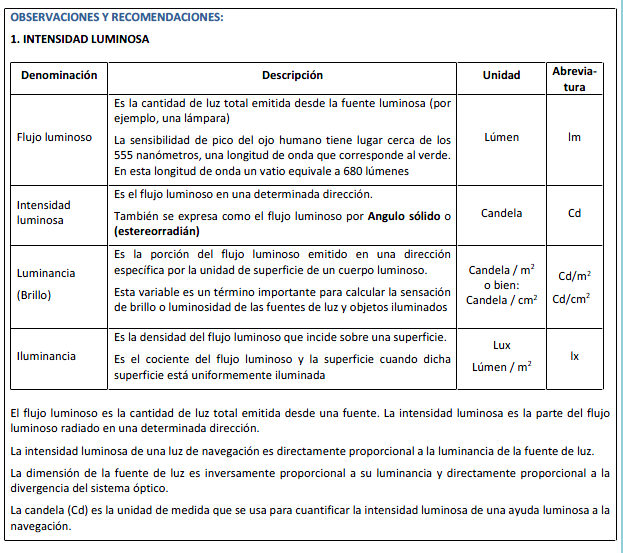 OBSERVACIONES Y RECOMENDACIONES:
1. INTENSIDAD LUMINOSA
Denominación
Descripción
Unidad
Abrevia-
tura
Flujo luminoso
Es la cantidad de luz total emitida desde la fuente luminosa (por
ejemplo, una lámpara)
La sensibilidad de pico del ojo humano tiene lugar cerca de los
555 nanómetros, una longitud de onda que corresponde al verde.
En esta longitud de onda un vatio equivale a 680 lúmenes
Lúmen
lm
Intensidad
luminosa
Es el flujo luminoso en una determinada dirección.
También se expresa como el flujo luminoso por Angulo sólido o
(estereorradián)
Candela
Cd
Luminancia
(Brillo)
Es la porción del flujo luminoso emitido en una dirección
específica por la unidad de superficie de un cuerpo luminoso.
Esta variable es un término importante para calcular la sensación
de brillo o luminosidad de las fuentes de luz y objetos iluminados
Candela / m²
o bien:
Candela / cm²
Cd/m²
Cd/cm²
Iluminancia
Es la densidad del flujo luminoso que incide sobre una superficie.
Es el cociente del flujo luminoso y la superficie cuando dicha
superficie está uniformemente iluminada
Lux
Lúmen / m²
lx
El flujo luminoso es la cantidad de luz total emitida desde una fuente. La intensidad luminosa es la parte del flujo
luminoso radiado en una determinada dirección.
La intensidad luminosa de una luz de navegación es directamente proporcional a la luminancia de la fuente de luz.
La dimensión de la fuente de luz es inversamente proporcional a su luminancia y directamente proporcional a la
divergencia del sistema óptico.
La candela (Cd) es la unidad de medida que se usa para cuantificar la intensidad luminosa de una ayuda luminosa a la
navegación.